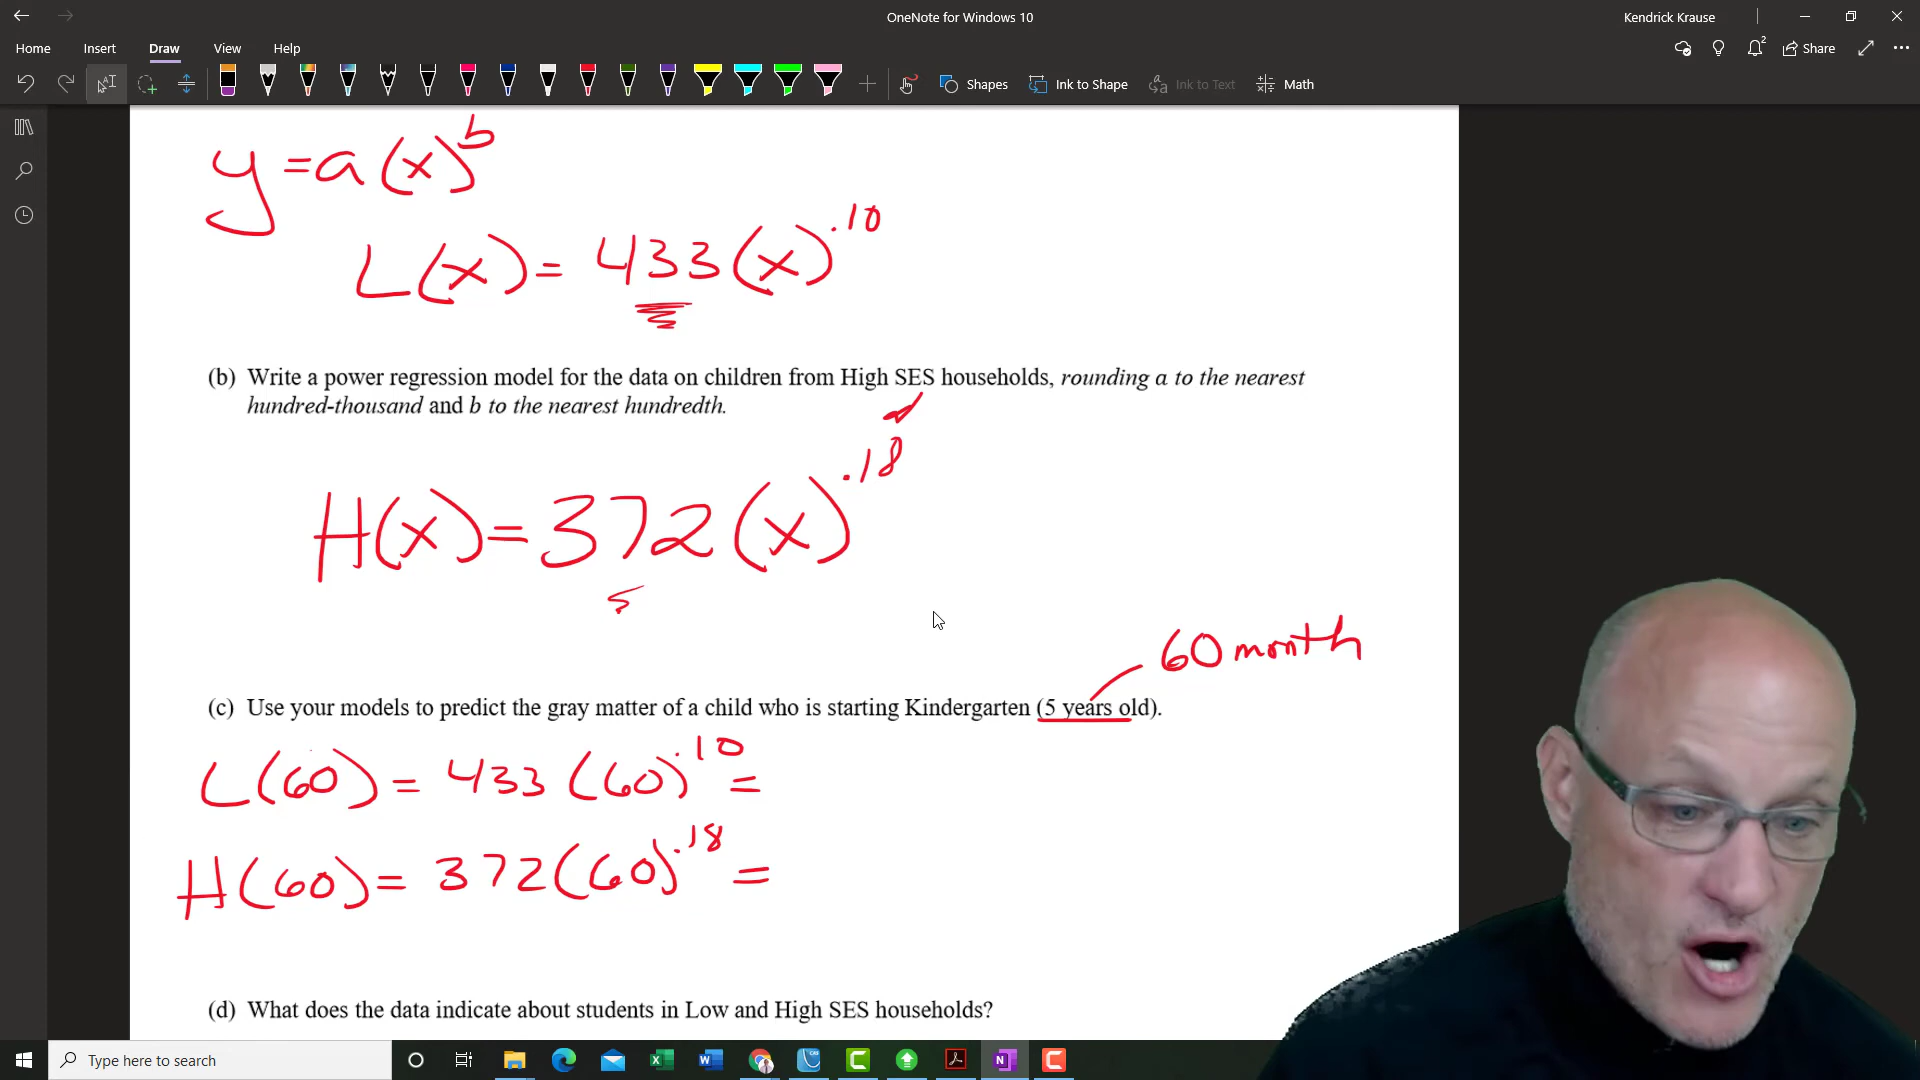 OneNote for Windows 10
Kendrick Krause
Home Insert Draw View Help
2 Share
Shapes Ink to Shape Ink to Text Math
y = a(x)^b
L(x) = 433(x)^.10
(b) Write a power regression model for the data on children from High SES households, rounding a to the nearest
hundred-thousand and b to the nearest hundredth.
H(x) = 372(x)^.18
5
60 month
(c) Use your models to predict the gray matter of a child who is starting Kindergarten (5 years old).
L(60) = 433(60)^.10 =
H(60) = 372(60)^.18 =
(d) What does the data indicate about students in Low and High SES households?
Type here to search